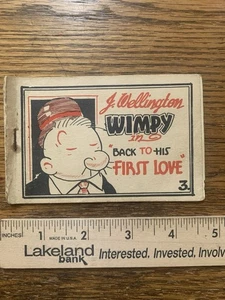 J. Wellington
WIMPY
in
"BACK TO HIS
FIRST LOVE"
3.
INCHES 1 MADE IN U.S.A. 2 3 4 5
Lakeland
bank
Interested. Invested. Involv